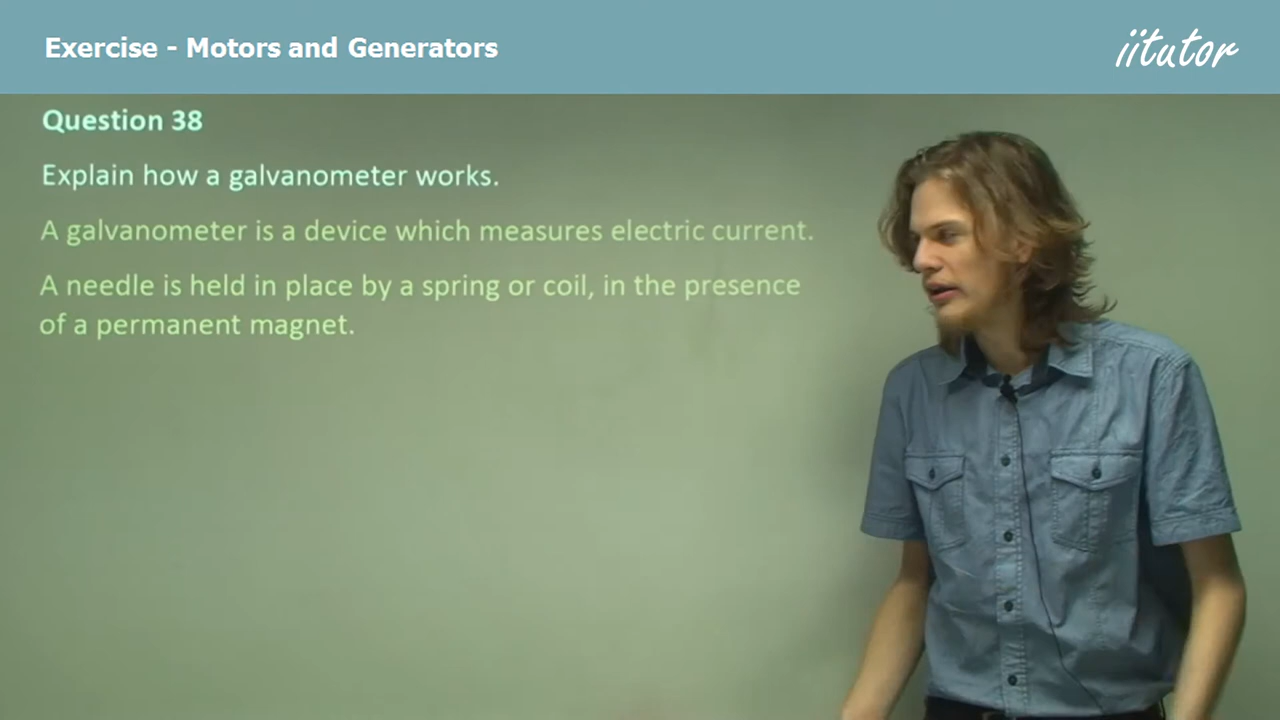 Exercise - Motors and Generators
iitutor
Question 38
Explain how a galvanometer works.
A galvanometer is a device which measures electric current.
A needle is held in place by a spring or coil, in the presence
of a permanent magnet.